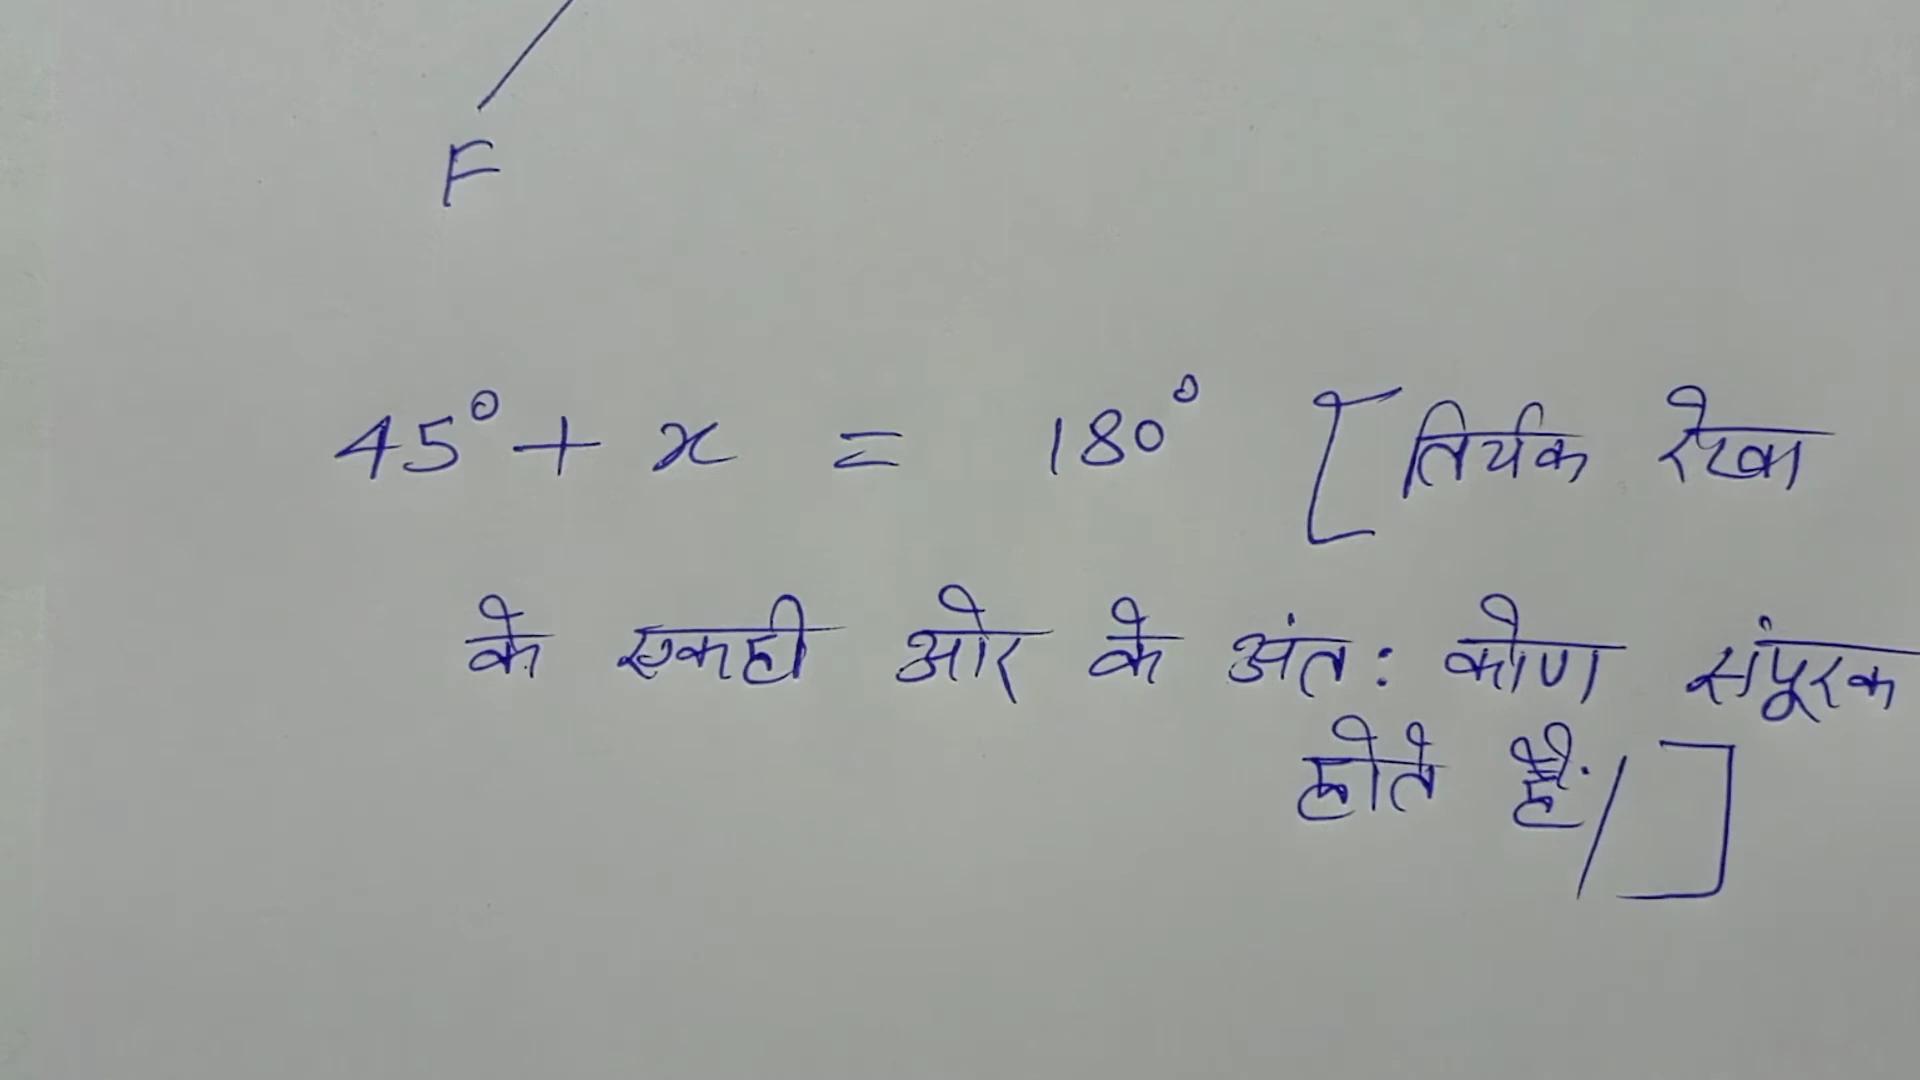 F
45° + x = 180° [ तिर्यक रेखा
के एकही ओर के अंत: कोण संपूरक
होते हैं। ]